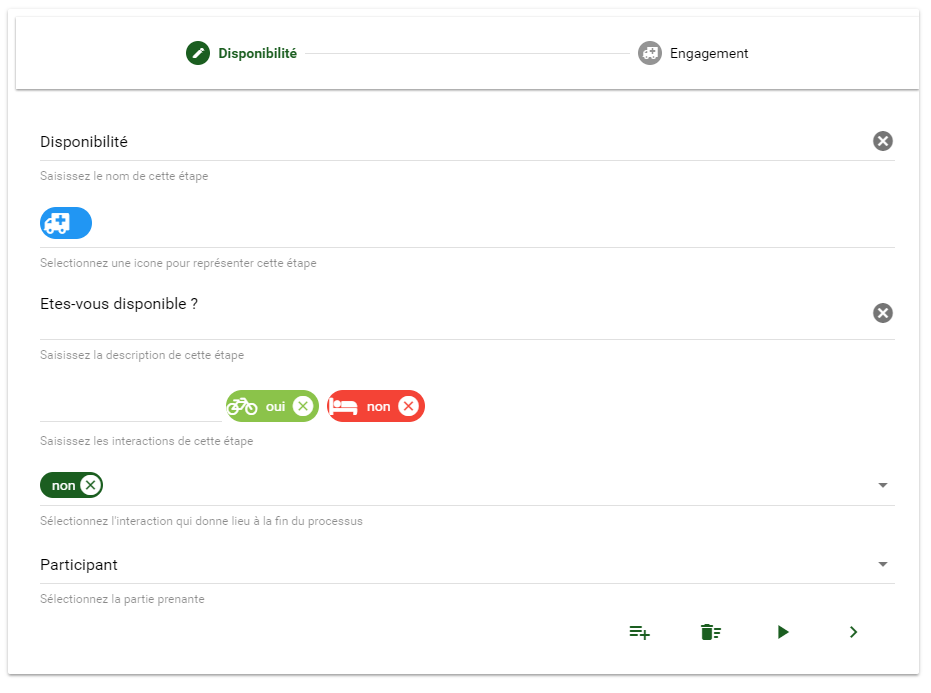 Disponibilité
Engagement
Disponibilité
Saisissez le nom de cette étape
Selectionnez une icone pour représenter cette étape
Etes-vous disponible ?
Saisissez la description de cette étape
oui non
Saisissez les interactions de cette étape
non
Sélectionnez l'interaction qui donne lieu à la fin du processus
Participant
Sélectionnez la partie prenante